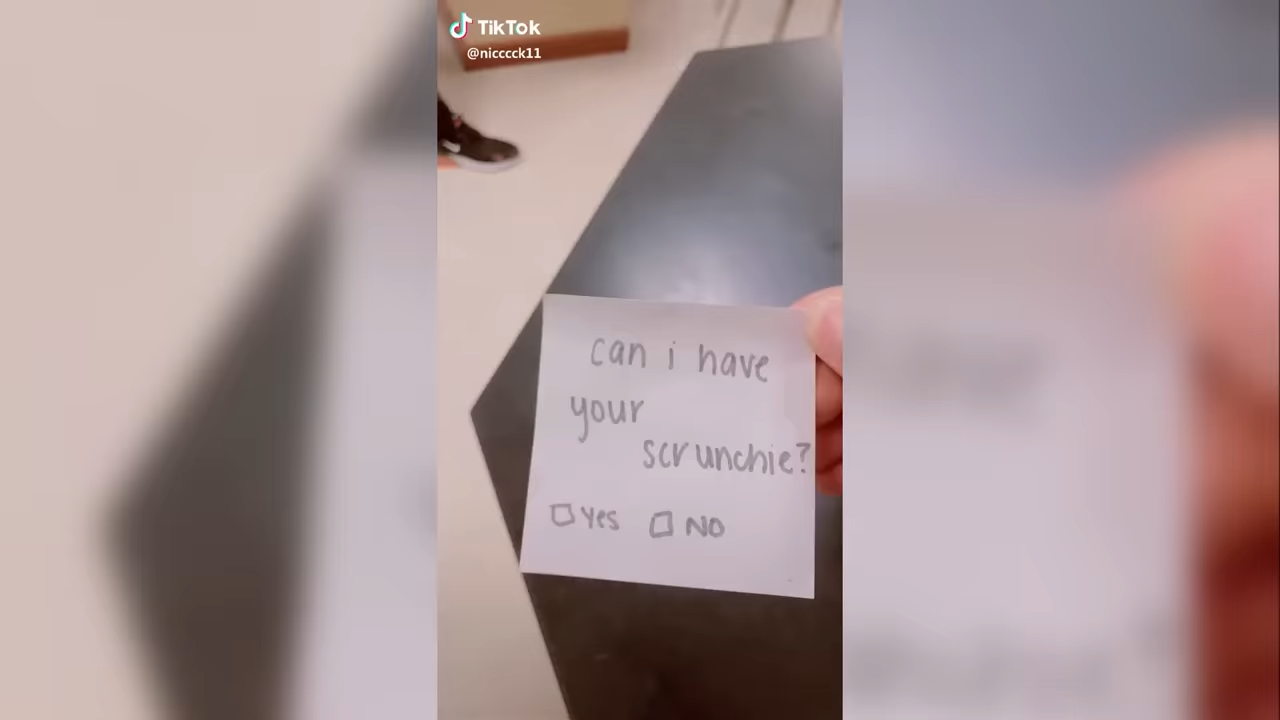 TikTok
@nicccck11
can i have
your
scrunchie?
Yes NO